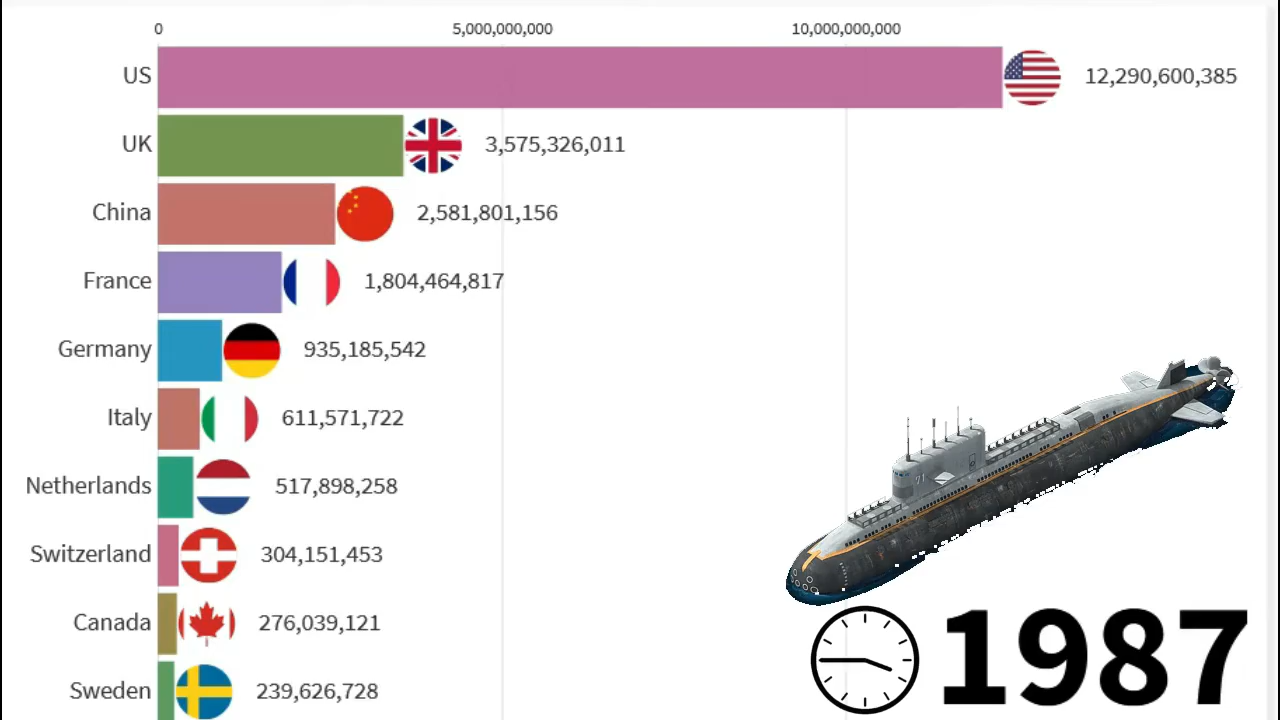 0 5,000,000,000 10,000,000,000
US 12,290,600,385
UK 3,575,326,011
China 2,581,801,156
France 1,804,464,817
Germany 935,185,542
Italy 611,571,722
Netherlands 517,898,258
Switzerland 304,151,453
Canada 276,039,121
Sweden 239,626,728
1987